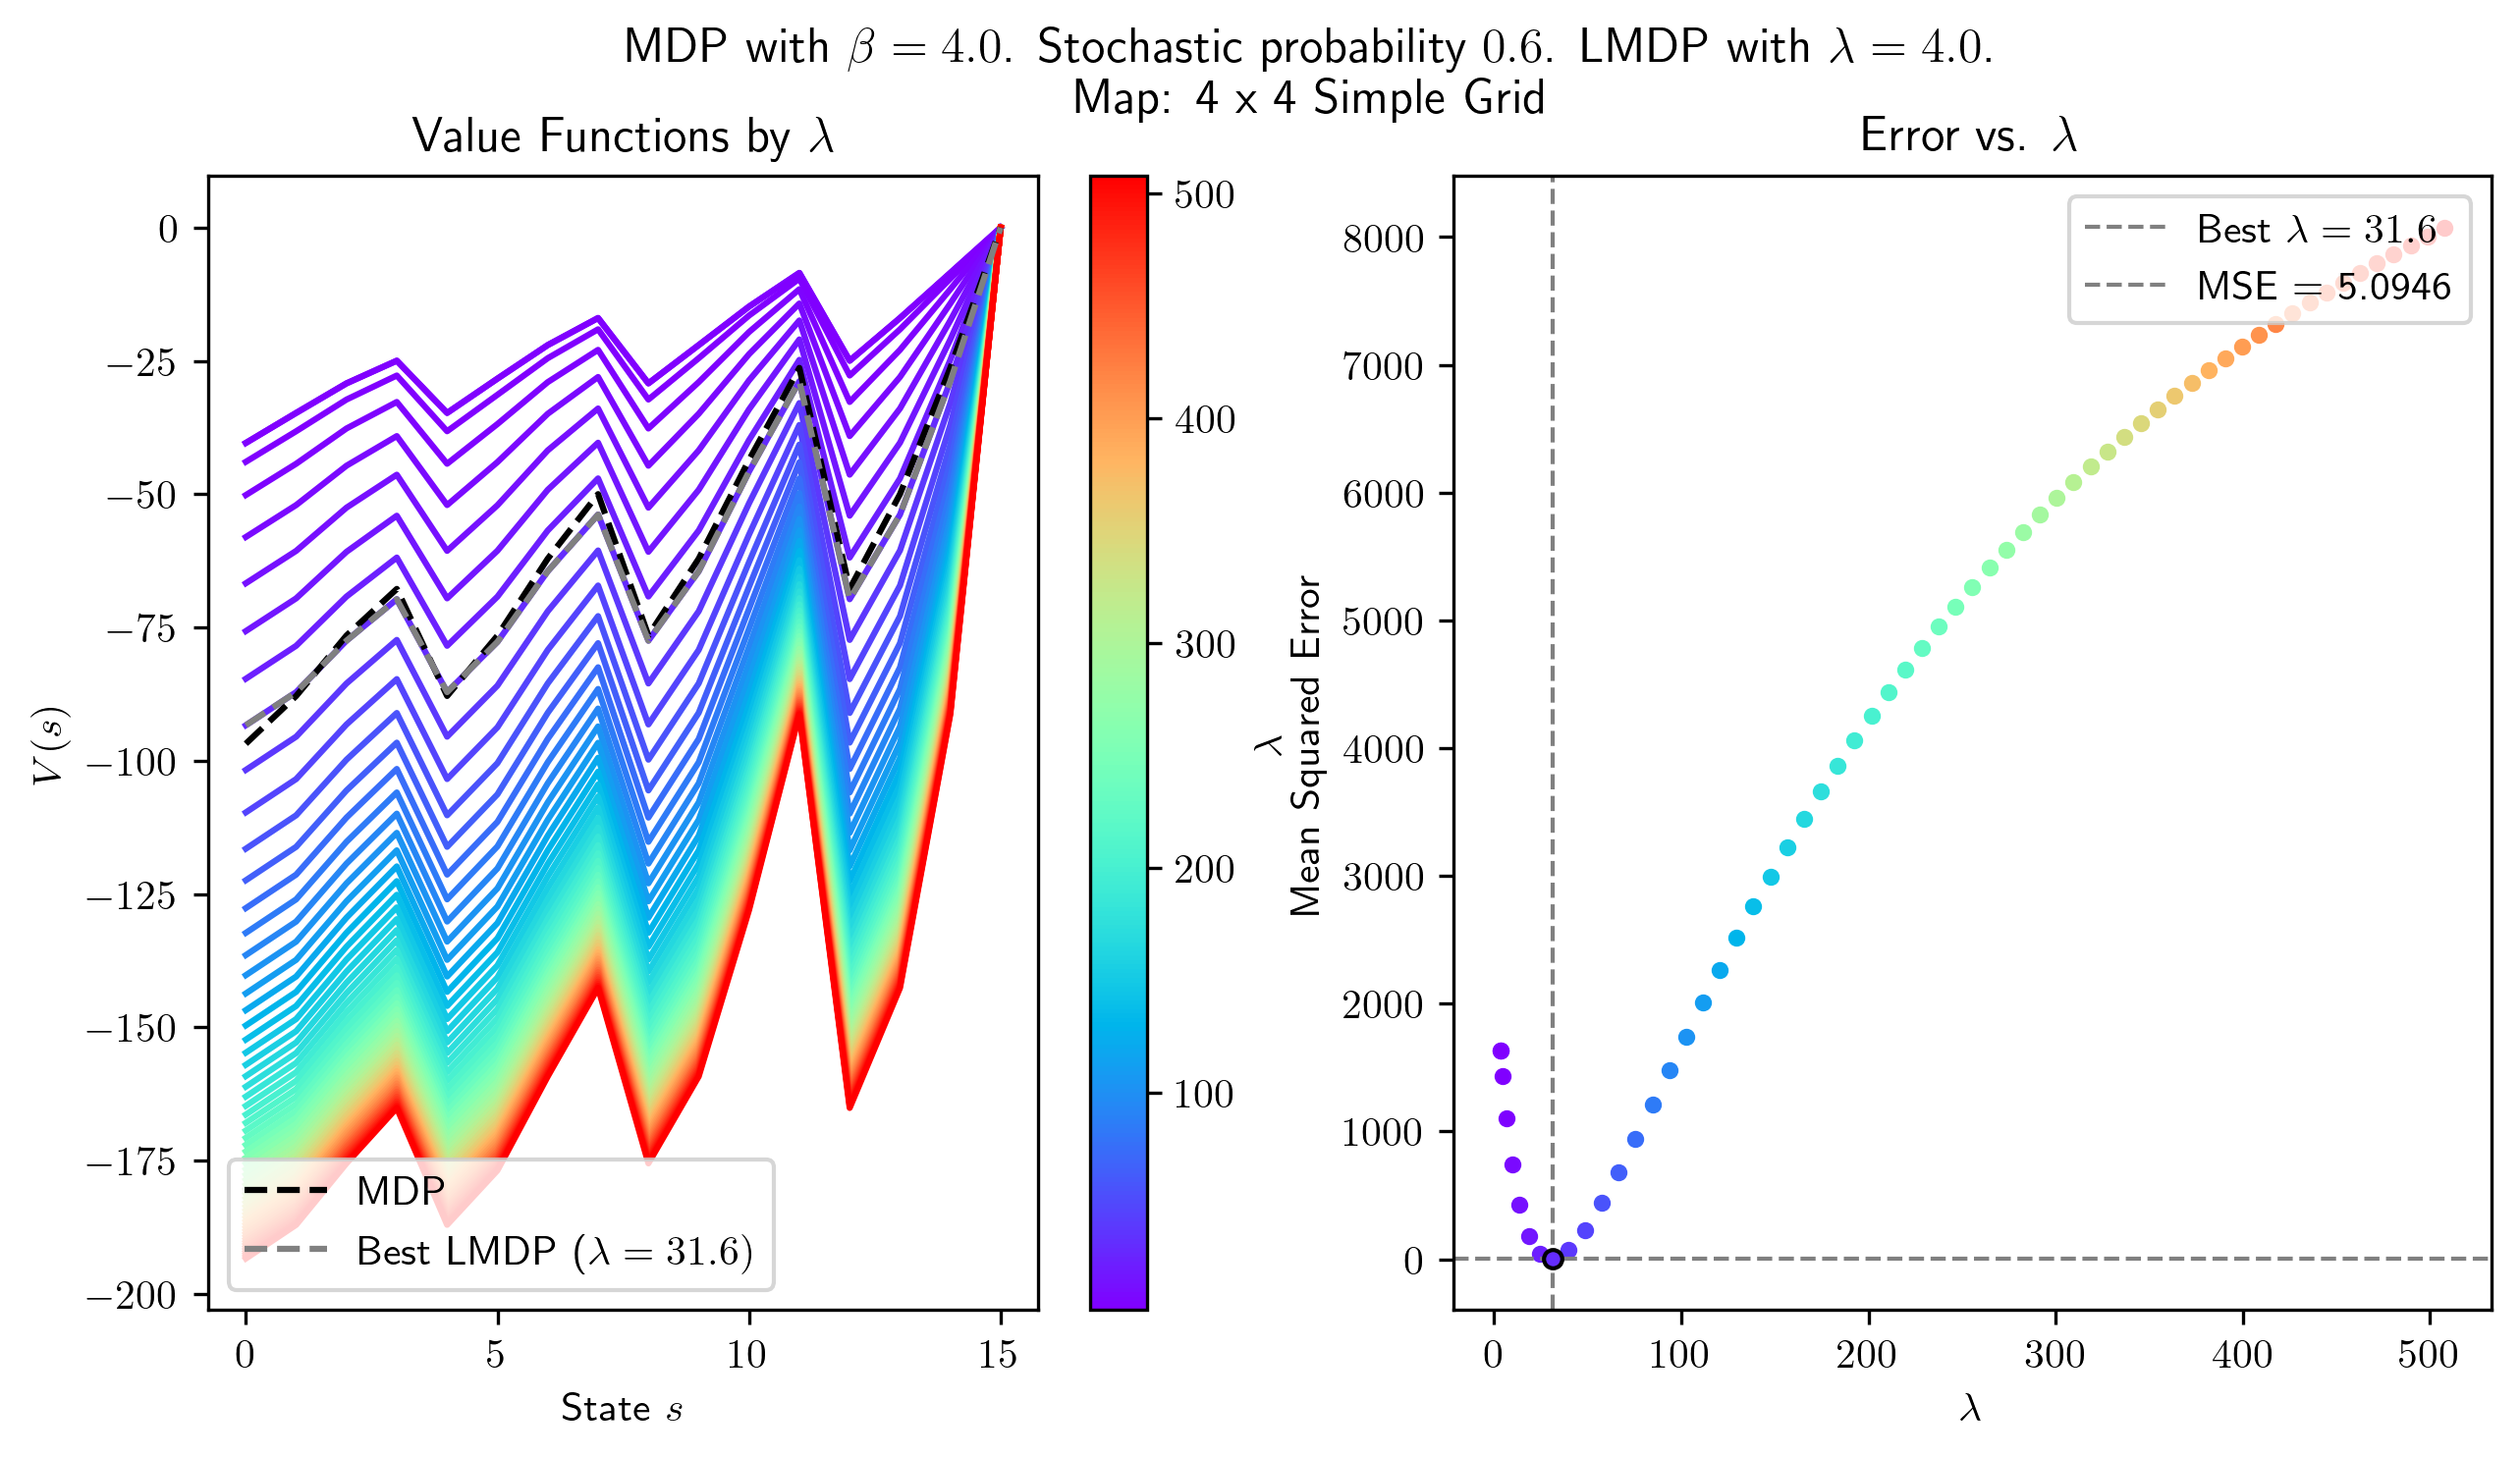 MDP with β = 4.0. Stochastic probability 0.6. LMDP with λ = 4.0.
Map: 4 x 4 Simple Grid
Value Functions by λ
0
−25
−50
−75
−100
−125
−150
−175
−200
V(s)
MDP
Best LMDP (λ = 31.6)
0
5
10
15
State s
500
400
300
200
100
λ
Error vs. λ
8000
7000
6000
5000
4000
3000
2000
1000
0
Mean Squared Error
Best λ = 31.6
MSE = 5.0946
0
100
200
300
400
500
λ